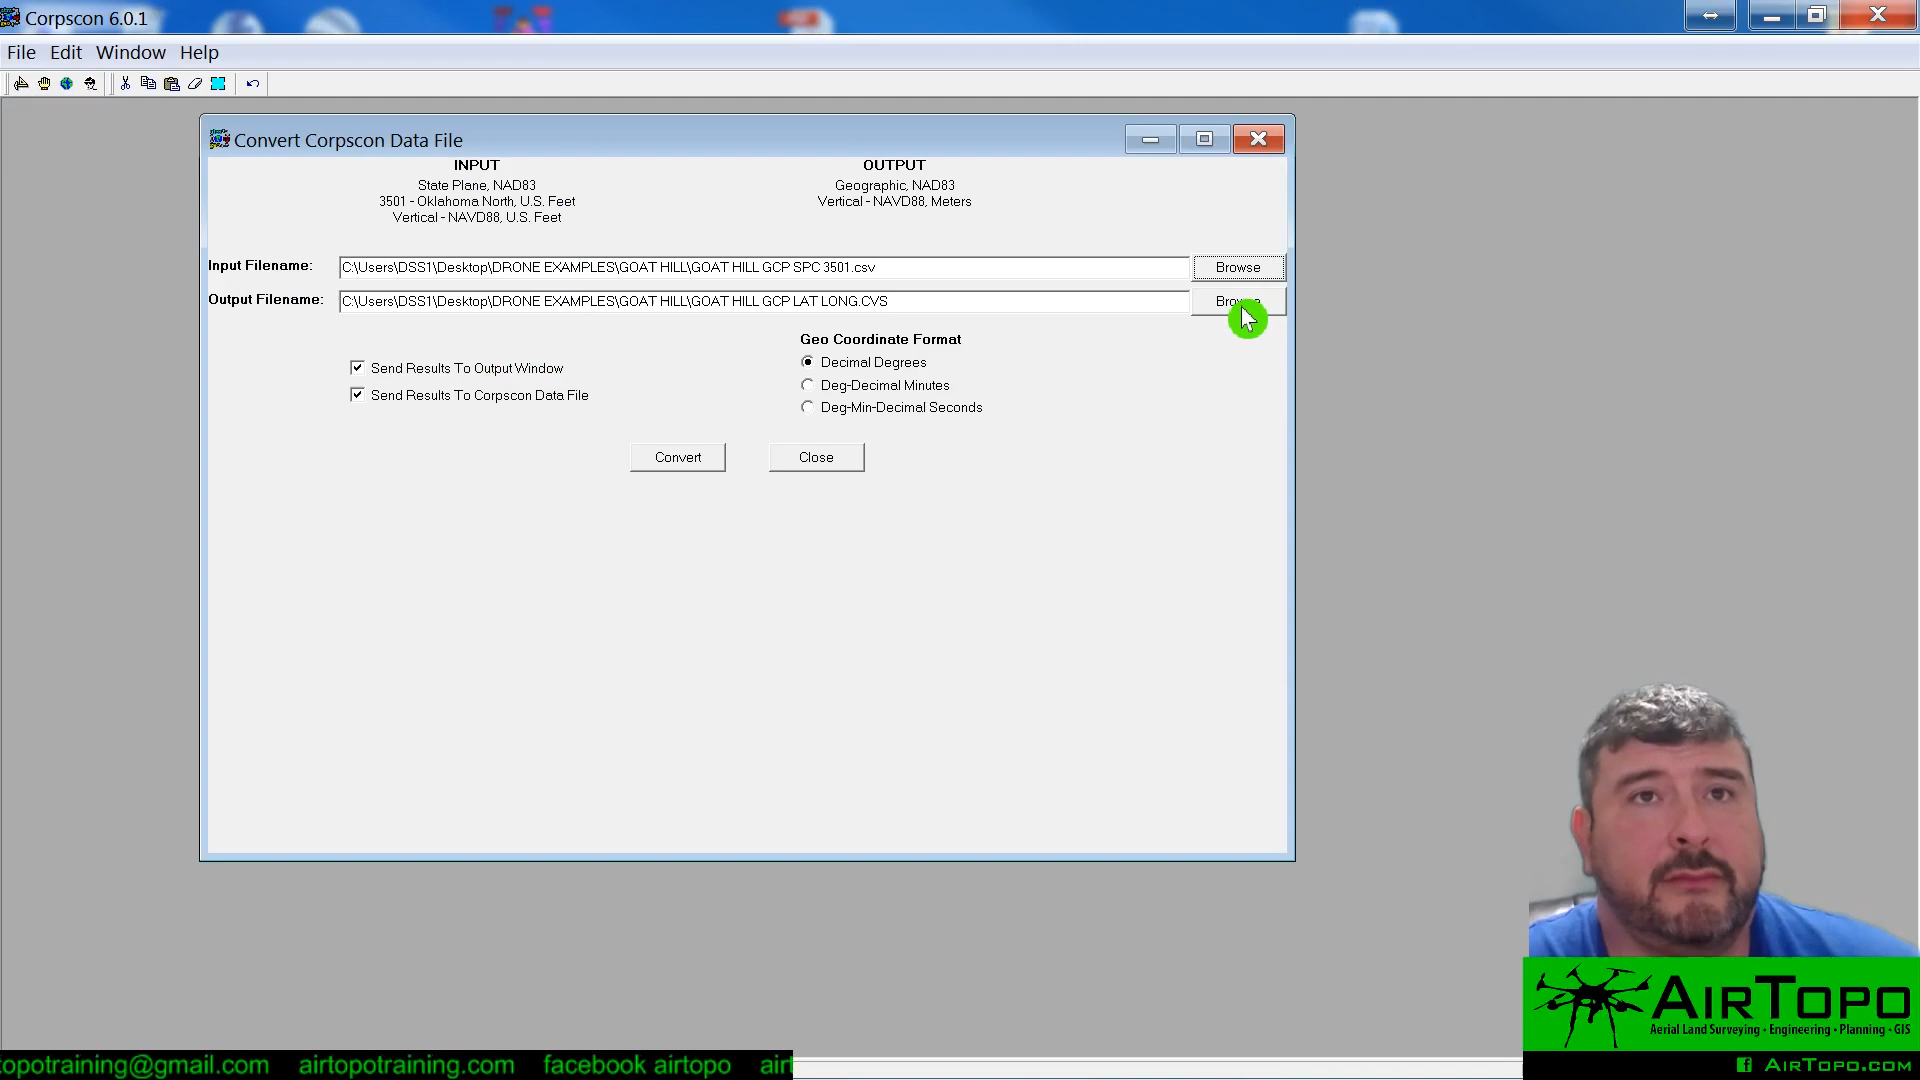 Corpscon 6.0.1
File Edit Window Help
Convert Corpscon Data File
INPUT
State Plane, NAD83
3501 - Oklahoma North, U.S. Feet
Vertical - NAVD88, U.S. Feet
OUTPUT
Geographic, NAD83
Vertical - NAVD88, Meters
Input Filename: C:\Users\DSS1\Desktop\DRONE EXAMPLES\GOAT HILL\GOAT HILL GCP SPC 3501.csv Browse
Output Filename: C:\Users\DSS1\Desktop\DRONE EXAMPLES\GOAT HILL\GOAT HILL GCP LAT LONG.CVS Browse
Send Results To Output Window
Send Results To Corpscon Data File
Geo Coordinate Format
Decimal Degrees
Deg-Decimal Minutes
Deg-Min-Decimal Seconds
Convert Close
AIRTOPO
Aerial Land Surveying • Engineering • Planning • GIS
f AIRTOPO.COM
topotraining@gmail.com airtopotraining.com facebook airtopo airt